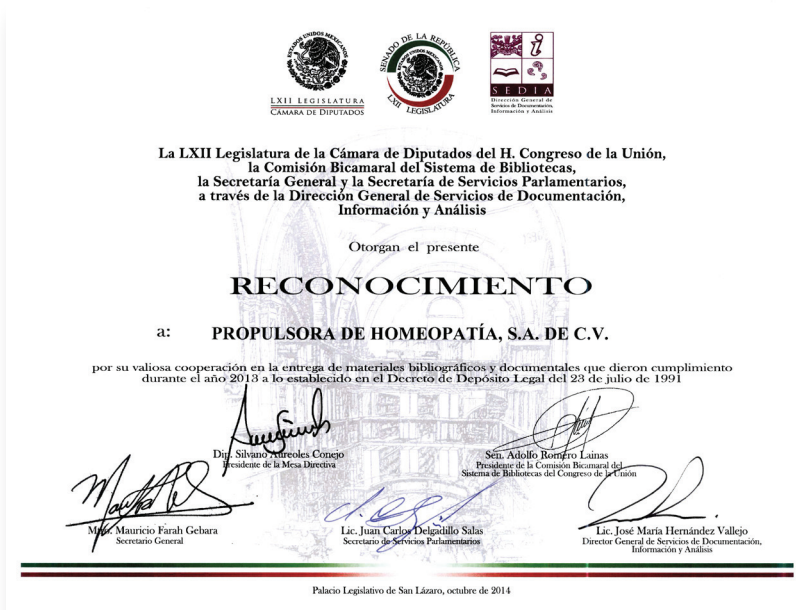 ESTADOS UNIDOS MEXICANOS
LXII LEGISLATURA
CÁMARA DE DIPUTADOS
SENADO DE LA REPÚBLICA
ESTADOS UNIDOS MEXICANOS
LXII LEGISLATURA
SEDIA
Dirección General de
Servicios de Documentación,
Información y Análisis
La LXII Legislatura de la Cámara de Diputados del H. Congreso de la Unión,
la Comisión Bicamaral del Sistema de Bibliotecas,
la Secretaría General y la Secretaría de Servicios Parlamentarios,
a través de la Dirección General de Servicios de Documentación,
Información y Análisis
Otorgan el presente
RECONOCIMIENTO
a: PROPULSORA DE HOMEOPATÍA, S.A. DE C.V.
por su valiosa cooperación en la entrega de materiales bibliográficos y documentales que dieron cumplimiento
durante el año 2013 a lo establecido en el Decreto de Depósito Legal del 23 de julio de 1991
Dip. Silvano Aureoles Conejo
Presidente de la Mesa Directiva
Sen. Adolfo Romero Lainas
Presidente de la Comisión Bicamaral del
Sistema de Bibliotecas del Congreso de la Unión
Mtro. Mauricio Farah Gebara
Secretario General
Lic. Juan Carlos Delgadillo Salas
Secretario de Servicios Parlamentarios
Lic. José María Hernández Vallejo
Director General de Servicios de Documentación,
Información y Análisis
Palacio Legislativo de San Lázaro, octubre de 2014